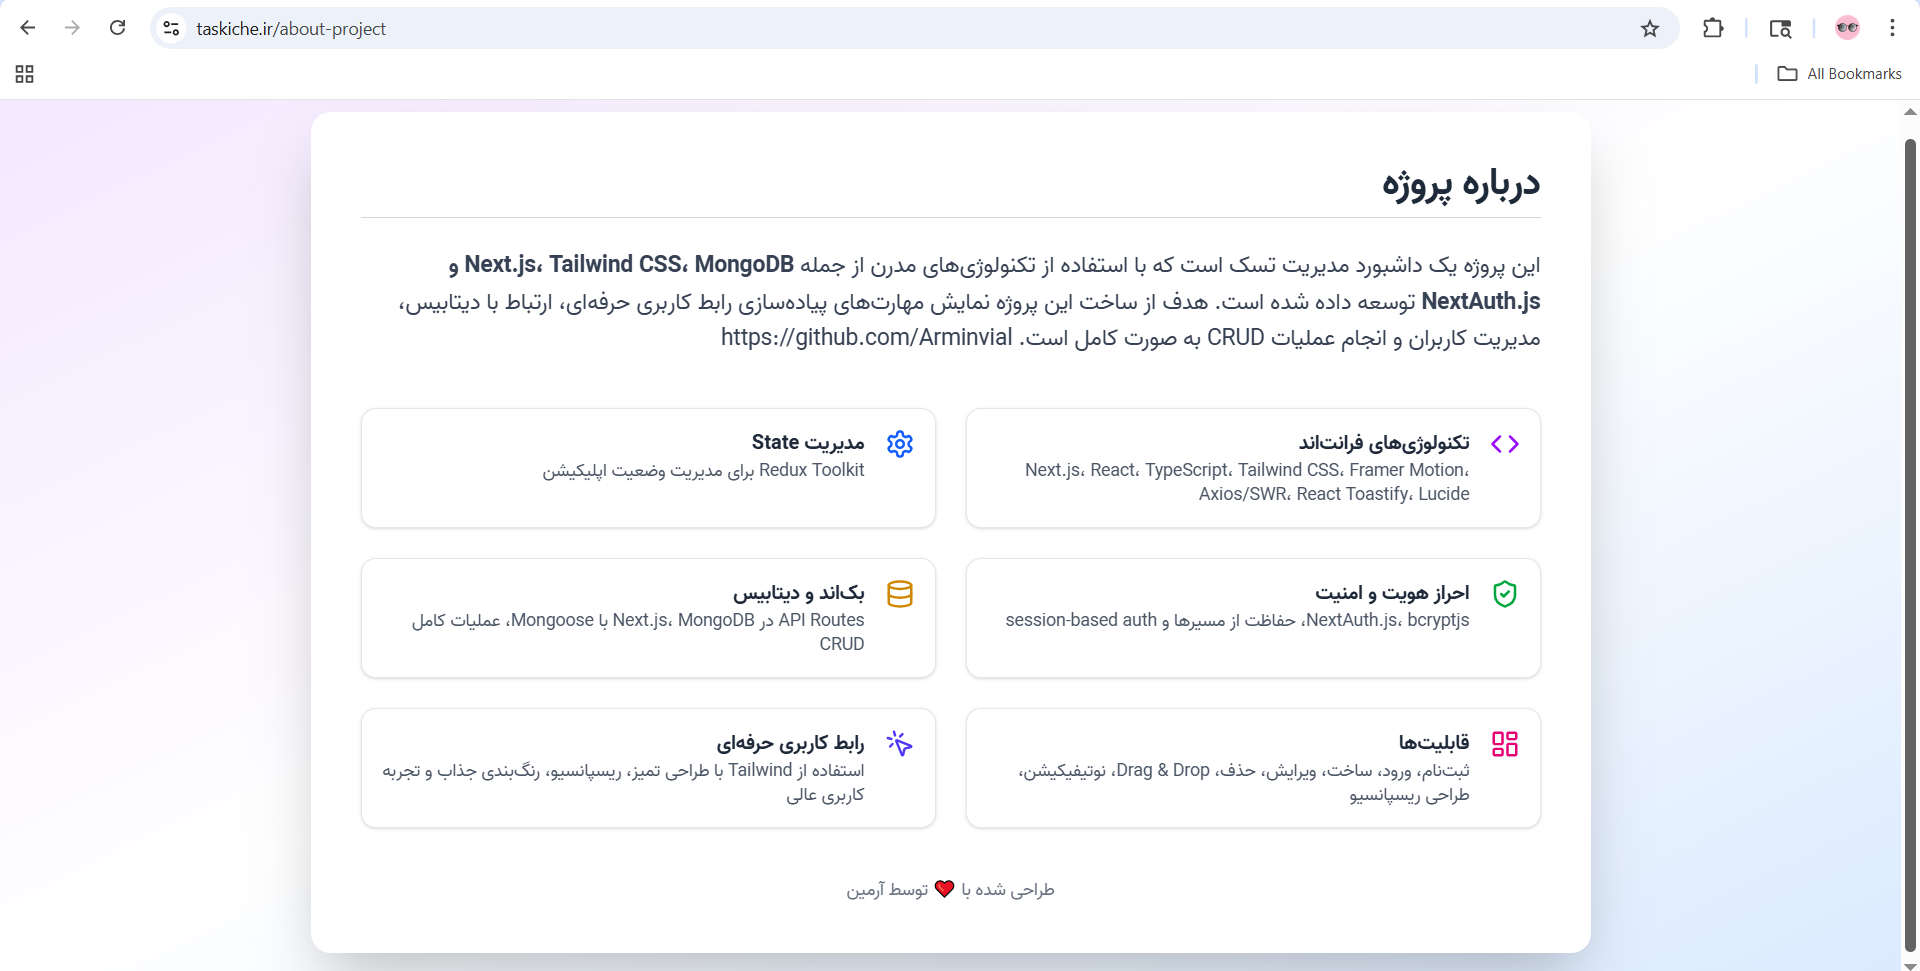 taskiche.ir/about-project
All Bookmarks
درباره پروژه
این پروژه یک داشبورد مدیریت تسک است که با استفاده از تکنولوژی‌های مدرن از جمله Next.js، Tailwind CSS، MongoDB و
NextAuth.js توسعه داده شده است. هدف از ساخت این پروژه نمایش مهارت‌های پیاده‌سازی رابط کاربری حرفه‌ای، ارتباط با دیتابیس،
مدیریت کاربران و انجام عملیات CRUD به صورت کامل است. https://github.com/Arminvial
تکنولوژی‌های فرانت‌اند
Next.js، React، TypeScript، Tailwind CSS، Framer Motion،
Axios/SWR، React Toastify، Lucide
مدیریت State
Redux Toolkit برای مدیریت وضعیت اپلیکیشن
احراز هویت و امنیت
NextAuth.js، bcryptjs، حفاظت از مسیرها و session-based auth
بک‌اند و دیتابیس
API Routes در Next.js، MongoDB با Mongoose، عملیات کامل
CRUD
قابلیت‌ها
ثبت‌نام، ورود، ساخت، ویرایش، حذف، Drag & Drop، نوتیفیکیشن،
طراحی ریسپانسیو
رابط کاربری حرفه‌ای
استفاده از Tailwind با طراحی تمیز، ریسپانسیو، رنگ‌بندی جذاب و تجربه
کاربری عالی
طراحی شده با ❤️ توسط آرمین